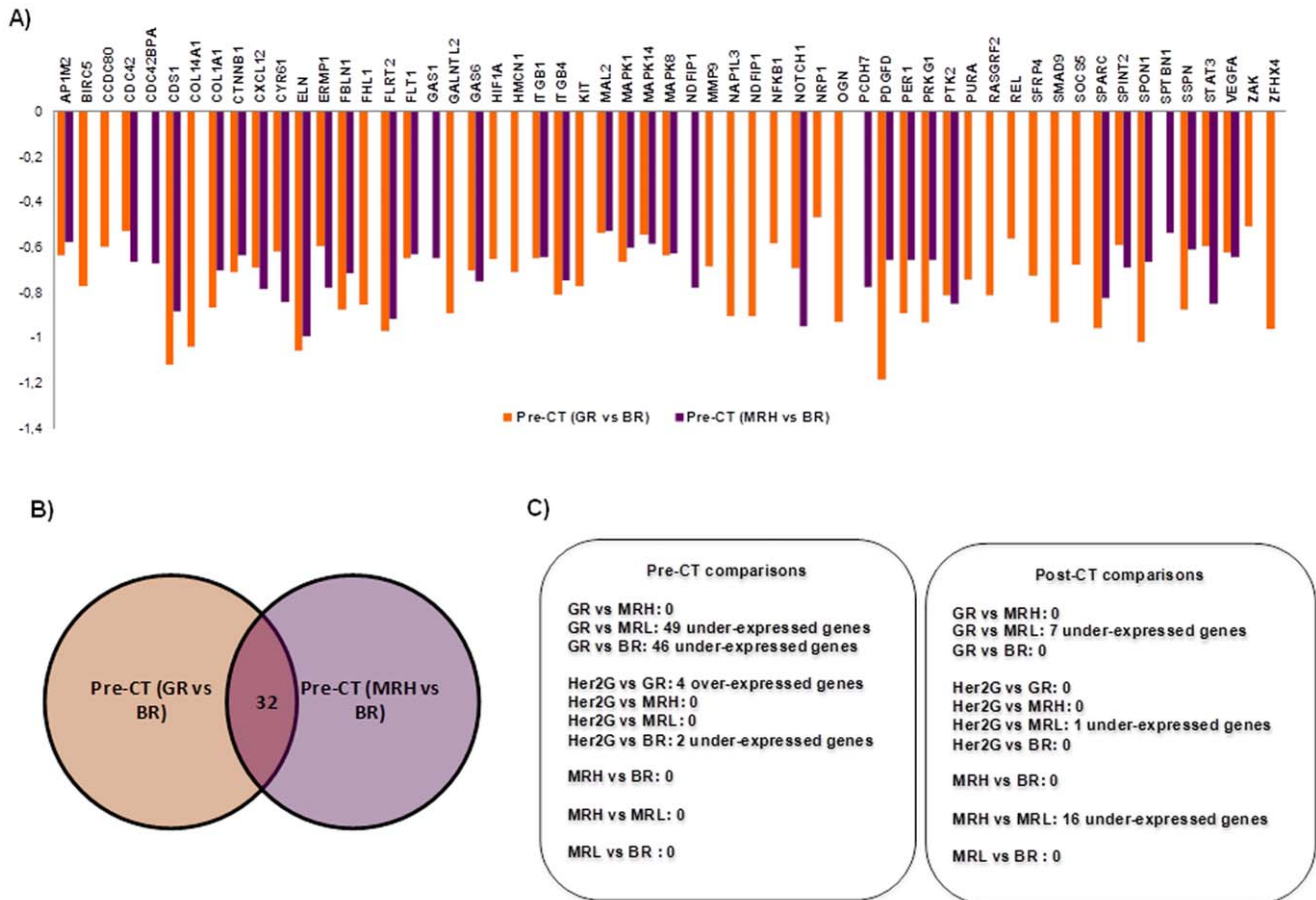 A)
AP1M2
BIRC5
CCDC80
CDC42
CDC42BPA
CDS1
COL14A1
COL1A1
CTNNB1
CXCL12
CYR61
ELN
ERMP1
FBLN1
FHL1
FLRT2
FLT1
GAS1
GALNTL2
GAS6
HIF1A
HMCN1
ITGB1
ITGB4
KIT
MAL2
MAPK1
MAPK14
MAPK8
NDFIP1
MMP9
NAP1L3
NDFIP1
NFKB1
NOTCH1
NRP1
OGN
PCDH7
PDGFD
PER1
PRKG1
PTK2
PURA
RASGRF2
REL
SFRP4
SMAD9
SOCS5
SPARC
SPINT2
SPON1
SPTBN1
SSPN
STAT3
VEGFA
ZAK
ZFHX4
0
-0,2
-0,4
-0,6
-0,8
-1
-1,2
-1,4
Pre-CT (GR vs BR) Pre-CT (MRH vs BR)
B)
Pre-CT (GR vs
BR)
32
Pre-CT (MRH vs
BR)
C)
Pre-CT comparisons
GR vs MRH: 0
GR vs MRL: 49 under-expressed genes
GR vs BR: 46 under-expressed genes
Her2G vs GR: 4 over-expressed genes
Her2G vs MRH: 0
Her2G vs MRL: 0
Her2G vs BR: 2 under-expressed genes
MRH vs BR: 0
MRH vs MRL: 0
MRL vs BR : 0
Post-CT comparisons
GR vs MRH: 0
GR vs MRL: 7 under-expressed genes
GR vs BR: 0
Her2G vs GR: 0
Her2G vs MRH: 0
Her2G vs MRL: 1 under-expressed genes
Her2G vs BR: 0
MRH vs BR: 0
MRH vs MRL: 16 under-expressed genes
MRL vs BR : 0